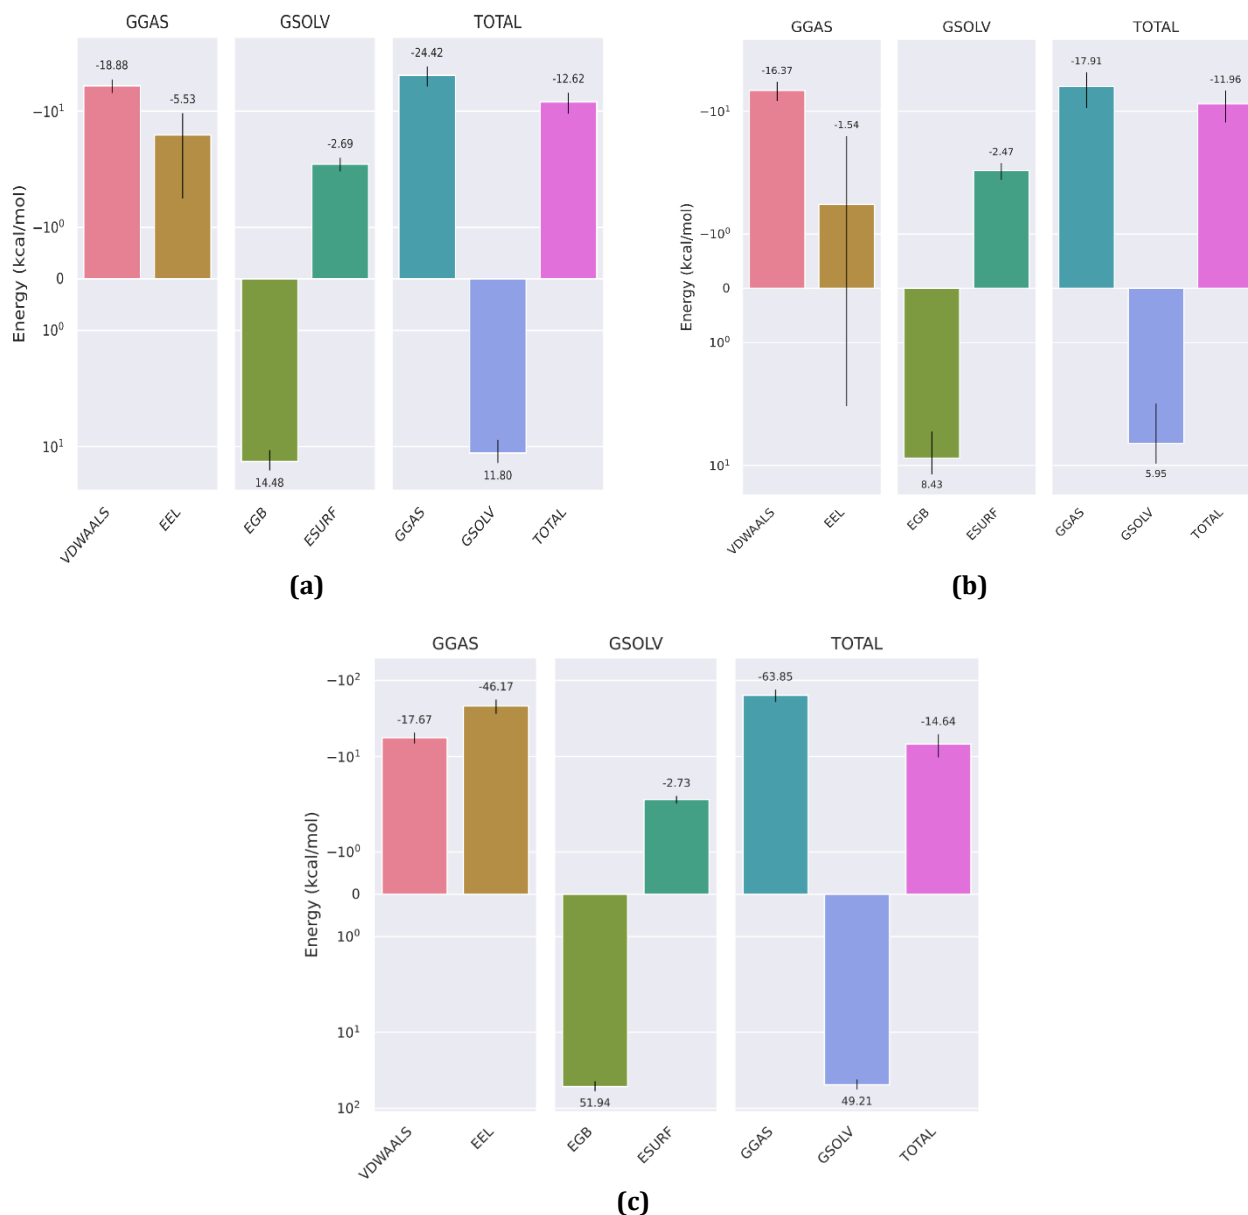 GGAS GSOLV TOTAL
-18.88 -5.53 -2.69 -24.42 -12.62
Energy (kcal/mol)
−10¹
−10⁰
0
10⁰
10¹
14.48 11.80
VDWAALS EEL EGB ESURF GGAS GSOLV TOTAL
(a)
GGAS GSOLV TOTAL
-16.37 -1.54 -2.47 -17.91 -11.96
Energy (kcal/mol)
−10¹
−10⁰
0
10⁰
10¹
8.43 5.95
VDWAALS EEL EGB ESURF GGAS GSOLV TOTAL
(b)
GGAS GSOLV TOTAL
-17.67 -46.17 -2.73 -63.85 -14.64
Energy (kcal/mol)
−10²
−10¹
−10⁰
0
10⁰
10¹
10²
51.94 49.21
VDWAALS EEL EGB ESURF GGAS GSOLV TOTAL
(c)